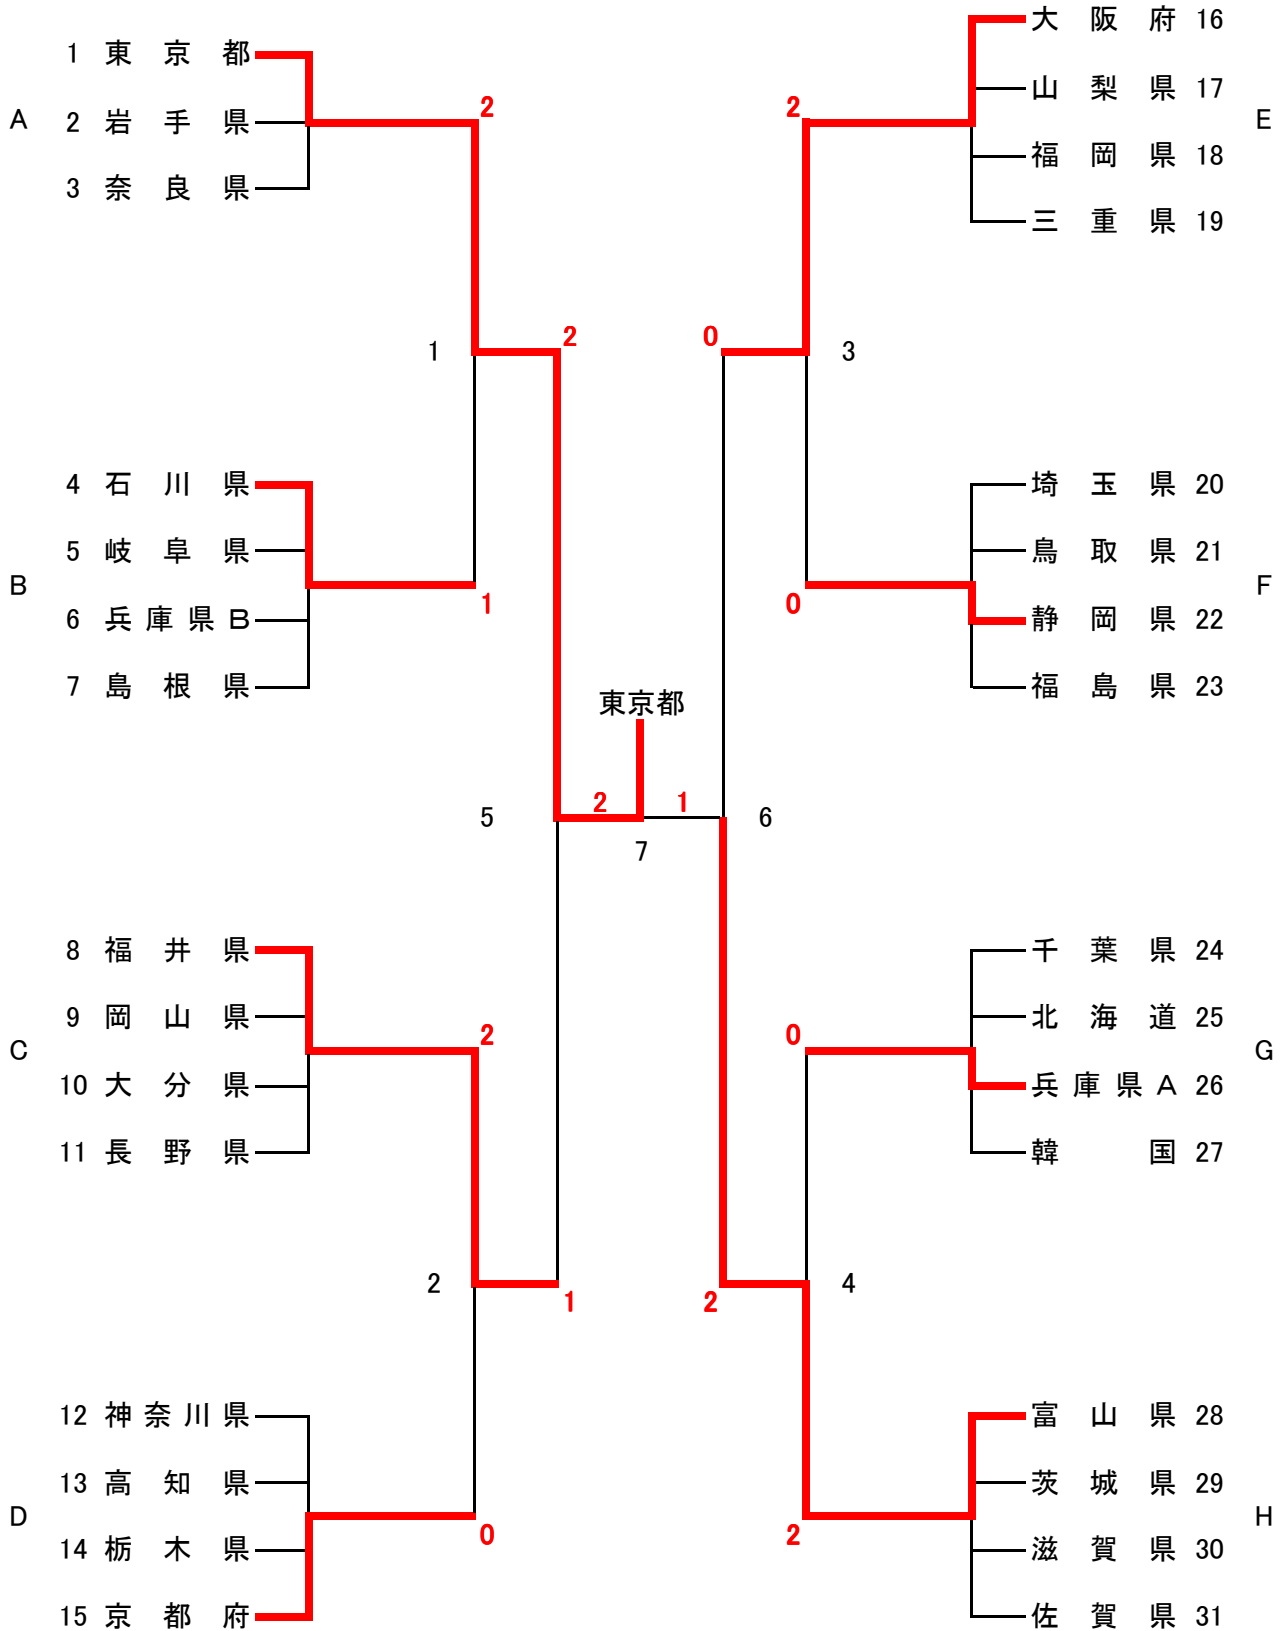 大阪府 16
1 東京都
山梨県 17
2 2
A 2 岩手県 E
福岡県 18
3 奈良県
三重県 19
2 0
1 3
4 石川県 埼玉県 20
5 岐阜県 鳥取県 21
B F
1 0
6 兵庫県B 静岡県 22
7 島根県 福島県 23
東京都
2 1
5 6
7
8 福井県 千葉県 24
9 岡山県 北海道 25
2 0
C G
10 大分県 兵庫県A 26
11 長野県 韓国 27
2 4
1 2
12 神奈川県 富山県 28
13 高知県 茨城県 29
D H
0 2
14 栃木県 滋賀県 30
15 京都府 佐賀県 31